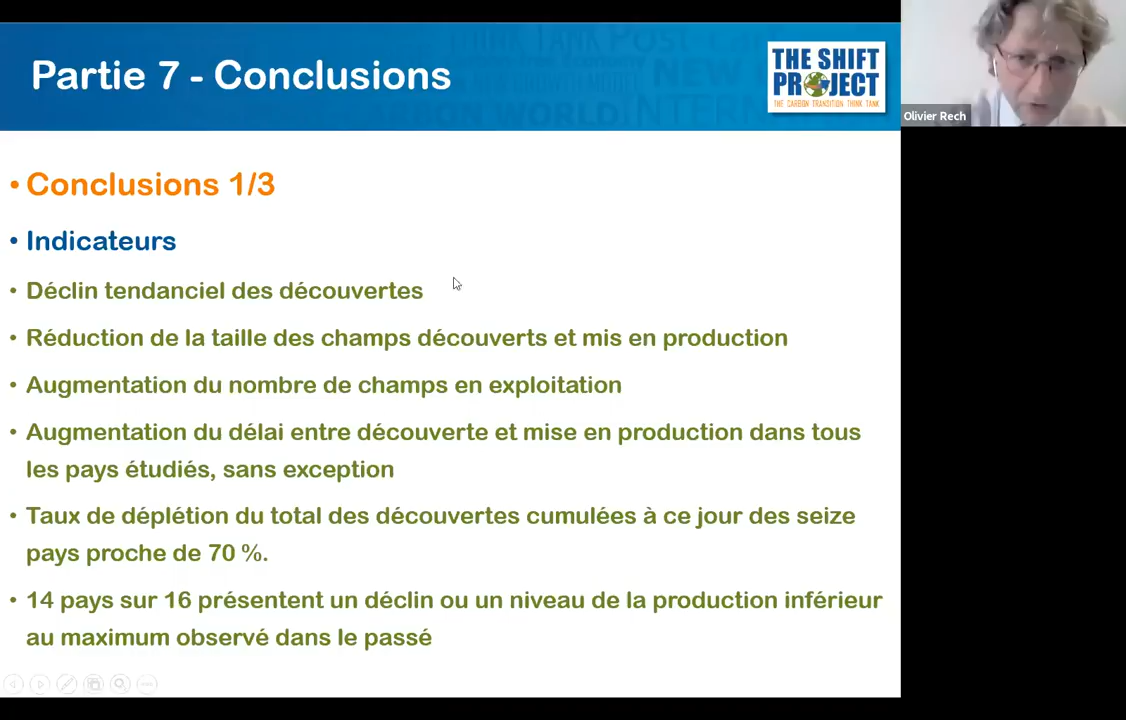 Partie 7 - Conclusions
THE SHIFT
PROJECT
THE CARBON TRANSITION THINK TANK
Olivier Rech
• Conclusions 1/3
• Indicateurs
• Déclin tendanciel des découvertes
• Réduction de la taille des champs découverts et mis en production
• Augmentation du nombre de champs en exploitation
• Augmentation du délai entre découverte et mise en production dans tous
les pays étudiés, sans exception
• Taux de déplétion du total des découvertes cumulées à ce jour des seize
pays proche de 70 %.
• 14 pays sur 16 présentent un déclin ou un niveau de la production inférieur
au maximum observé dans le passé